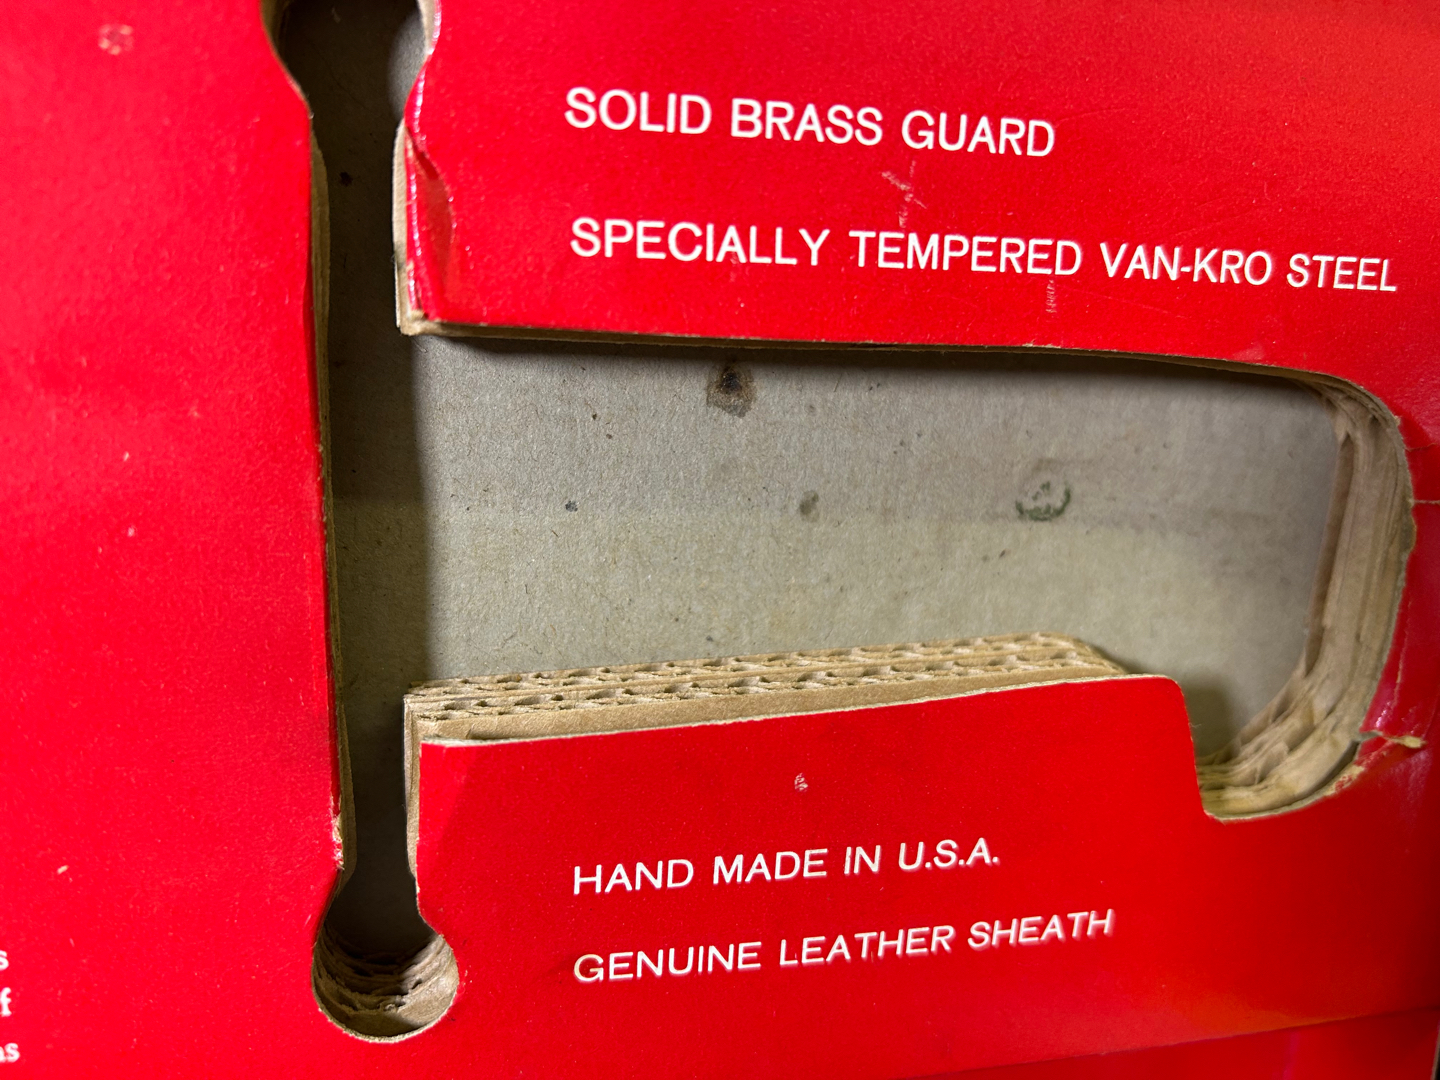 SOLID BRASS GUARD
SPECIALLY TEMPERED VAN-KRO STEEL
HAND MADE IN U.S.A.
GENUINE LEATHER SHEATH